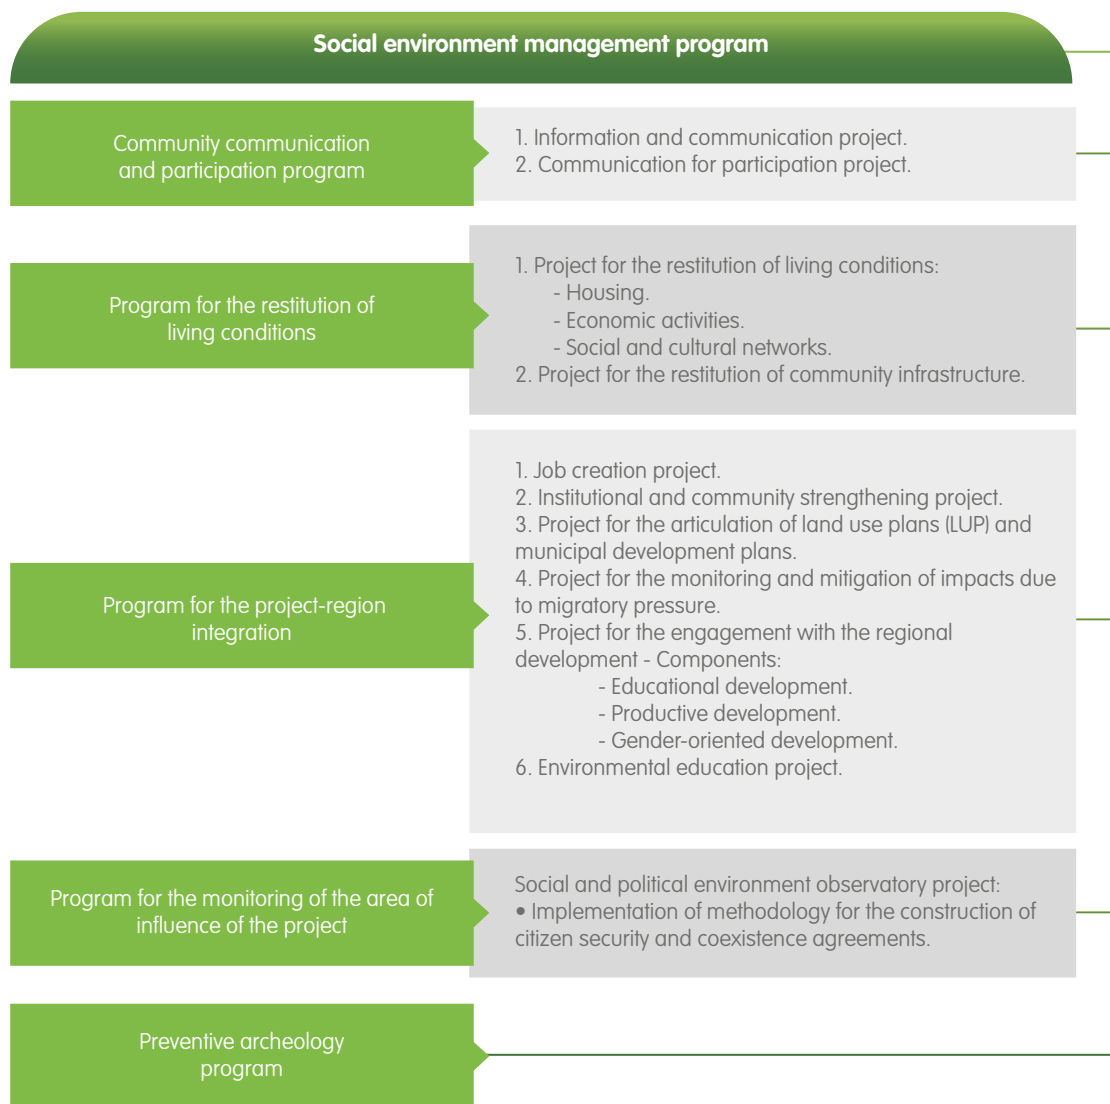 Social environment management program
Community communication
and participation program
1. Information and communication project.
2. Communication for participation project.
Program for the restitution of
living conditions
1. Project for the restitution of living conditions:
- Housing.
- Economic activities.
- Social and cultural networks.
2. Project for the restitution of community infrastructure.
Program for the project-region
integration
1. Job creation project.
2. Institutional and community strengthening project.
3. Project for the articulation of land use plans (LUP) and
municipal development plans.
4. Project for the monitoring and mitigation of impacts due
to migratory pressure.
5. Project for the engagement with the regional
development - Components:
- Educational development.
- Productive development.
- Gender-oriented development.
6. Environmental education project.
Program for the monitoring of the area of
influence of the project
Social and political environment observatory project:
• Implementation of methodology for the construction of
citizen security and coexistence agreements.
Preventive archeology
program